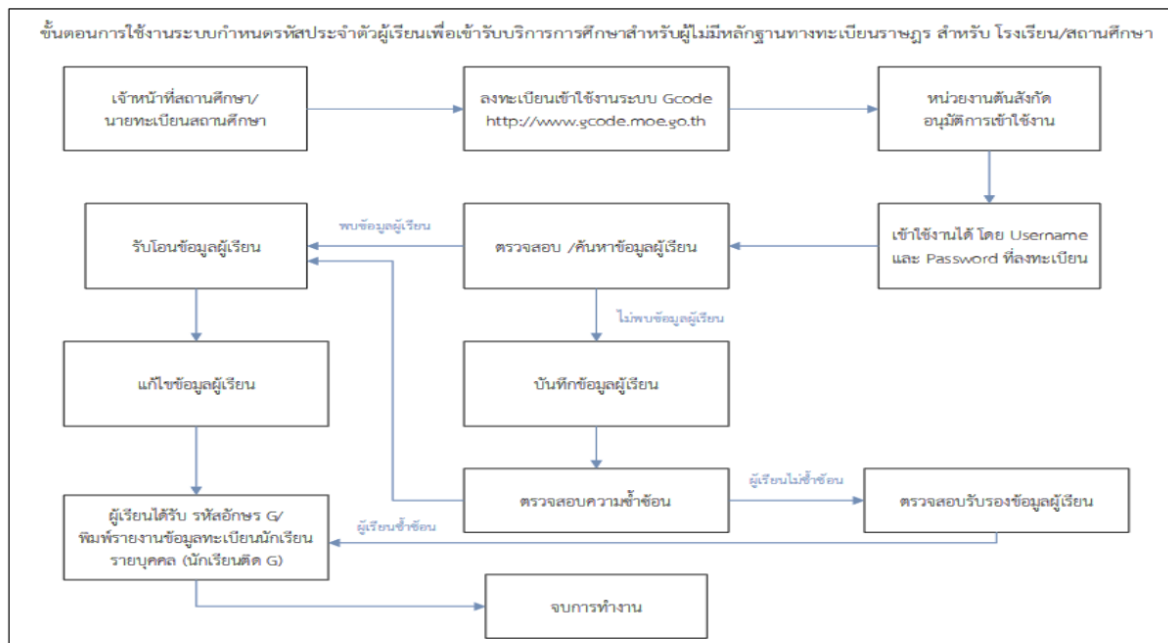 ขั้นตอนการใช้งานระบบกำหนดรหัสประจำตัวผู้เรียนเพื่อเข้ารับบริการการศึกษาสำหรับผู้ไม่มีหลักฐานทางทะเบียนราษฎร สำหรับ โรงเรียน/สถานศึกษา
เจ้าหน้าที่สถานศึกษา/
นายทะเบียนสถานศึกษา
ลงทะเบียนเข้าใช้งานระบบ Gcode
http://www.gcode.moe.go.th
หน่วยงานต้นสังกัด
อนุมัติการเข้าใช้งาน
รับโอนข้อมูลผู้เรียน
พบข้อมูลผู้เรียน
ตรวจสอบ /ค้นหาข้อมูลผู้เรียน
เข้าใช้งานได้ โดย Username
และ Password ที่ลงทะเบียน
ไม่พบข้อมูลผู้เรียน
แก้ไขข้อมูลผู้เรียน
บันทึกข้อมูลผู้เรียน
ผู้เรียนได้รับ รหัสอักษร G/
พิมพ์รายงานข้อมูลทะเบียนนักเรียน
รายบุคคล (นักเรียนติด G)
ผู้เรียนซ้ำซ้อน
ตรวจสอบความซ้ำซ้อน
ผู้เรียนไม่ซ้ำซ้อน
ตรวจสอบรับรองข้อมูลผู้เรียน
จบการทำงาน